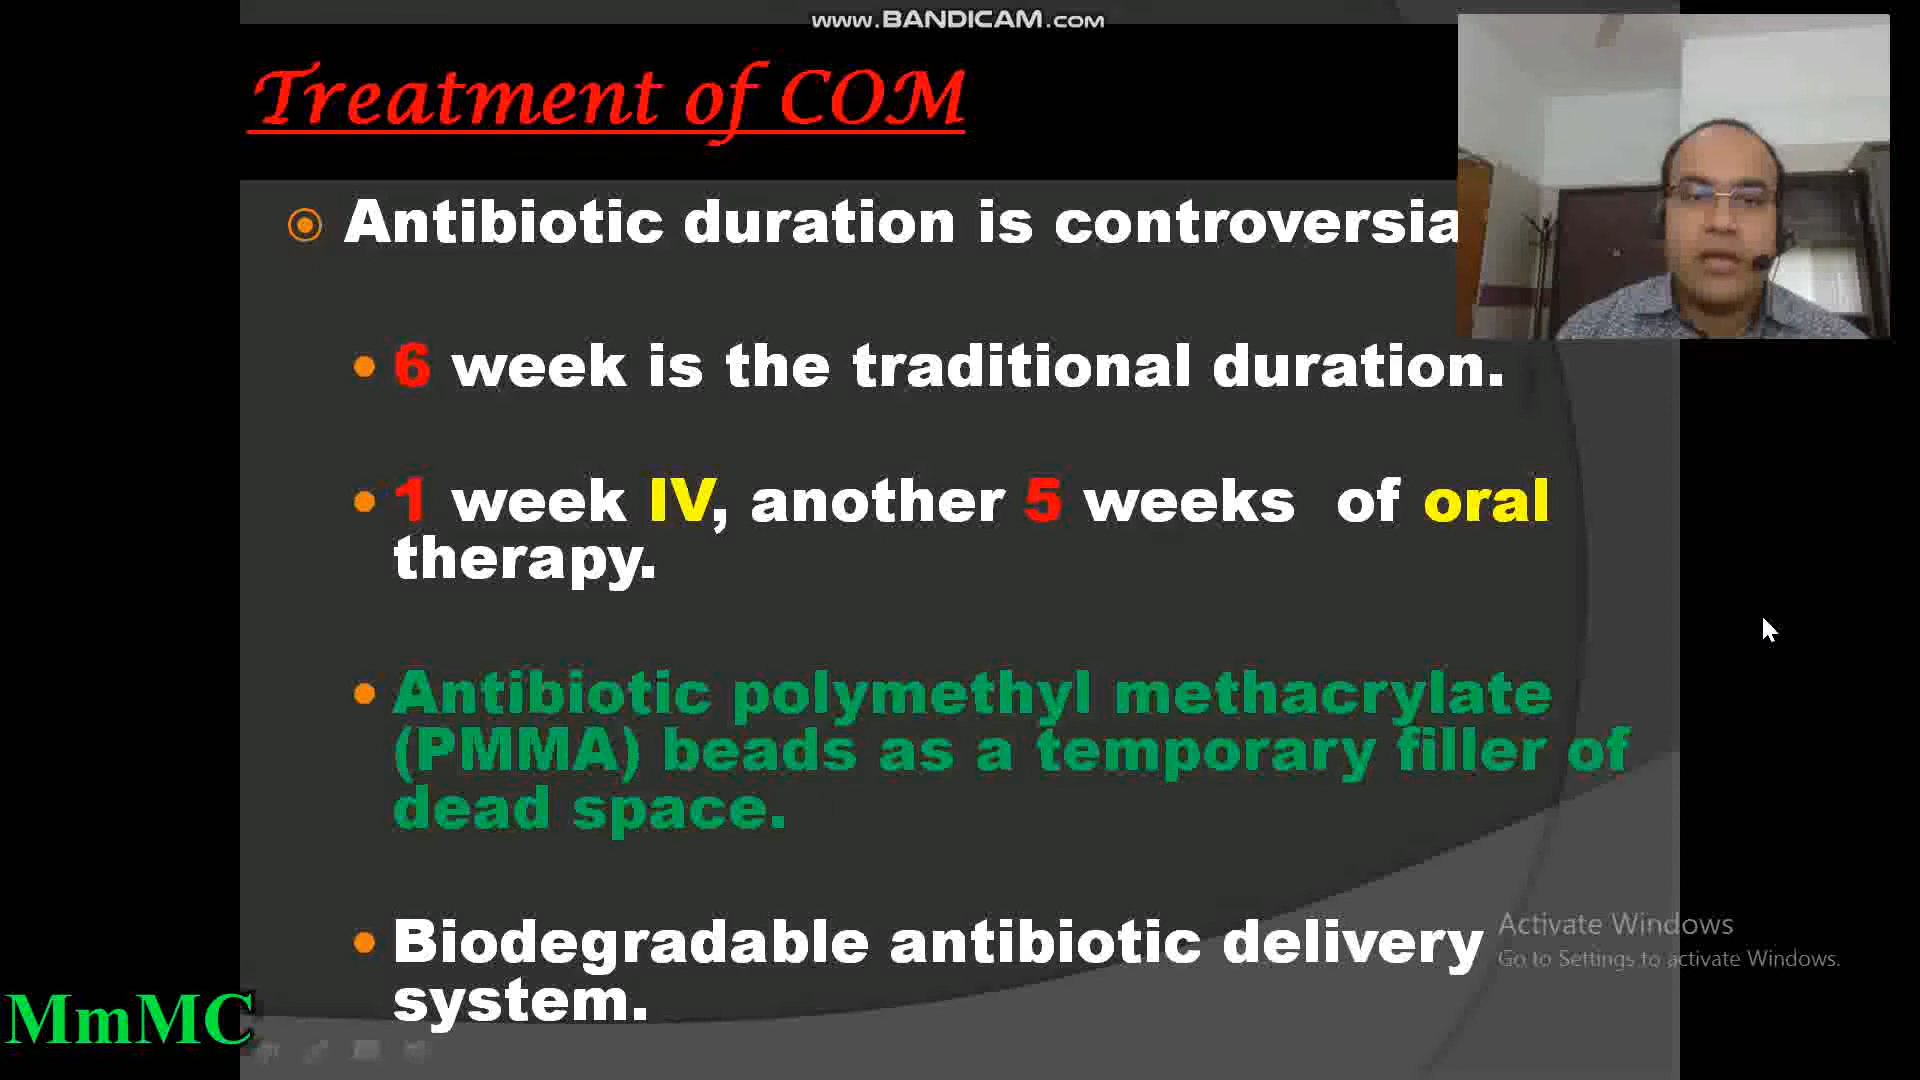 www.BANDICAM.com
Treatment of COM
Antibiotic duration is controversia
6 week is the traditional duration.
1 week IV, another 5 weeks of oral
therapy.
Antibiotic polymethyl methacrylate
(PMMA) beads as a temporary filler of
dead space.
Biodegradable antibiotic delivery
system.
Activate Windows
Go to Settings to activate Windows.
MmMC